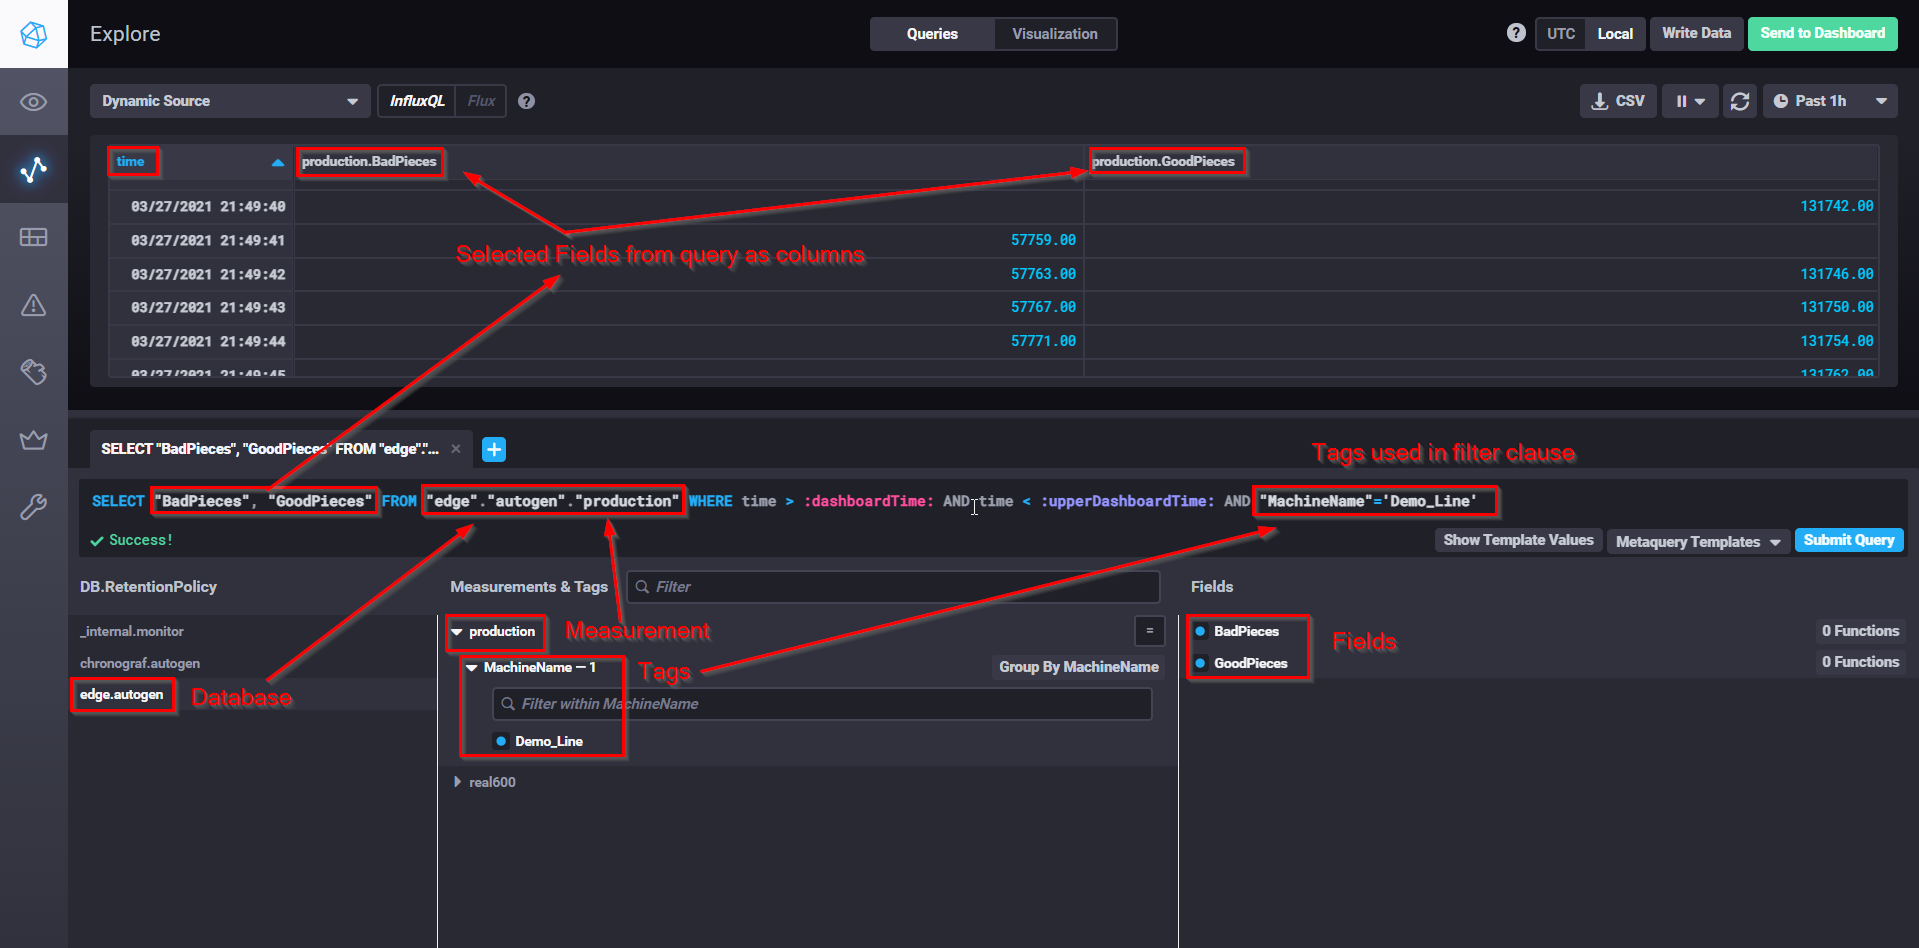 Explore
Queries
Visualization
?
UTC
Local
Write Data
Send to Dashboard
Dynamic Source
InfluxQL
Flux
?
CSV
Past 1h
time
production.BadPieces
production.GoodPieces
03/27/2021 21:49:40
131742.00
03/27/2021 21:49:41
57759.00
Selected Fields from query as columns
03/27/2021 21:49:42
57763.00
131746.00
03/27/2021 21:49:43
57767.00
131750.00
03/27/2021 21:49:44
57771.00
131754.00
03/27/2021 21:49:45
131762.00
SELECT "BadPieces", "GoodPieces" FROM "edge"."...
×
+
Tags used in filter clause
SELECT "BadPieces", "GoodPieces" FROM "edge"."autogen"."production" WHERE time > :dashboardTime: AND time < :upperDashboardTime: AND "MachineName"='Demo_Line'
Success!
Show Template Values
Metaquery Templates
Submit Query
DB.RetentionPolicy
Measurements & Tags
Filter
Fields
_internal.monitor
production
Measurement
=
BadPieces
Fields
0 Functions
chronograf.autogen
MachineName — 1
Tags
Group By MachineName
GoodPieces
0 Functions
edge.autogen
Database
Filter within MachineName
Demo_Line
real600